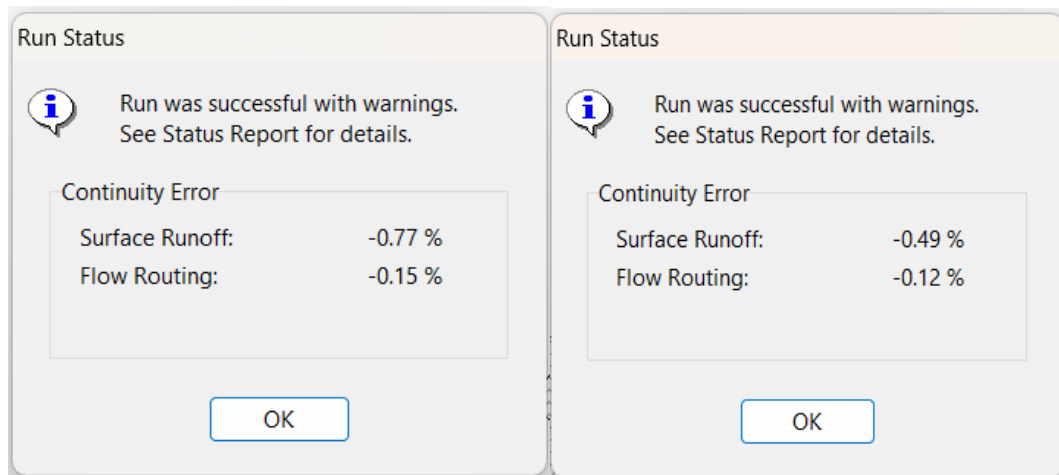 Run Status
Run was successful with warnings.
See Status Report for details.
Continuity Error
Surface Runoff: -0.77 %
Flow Routing: -0.15 %
OK
Run Status
Run was successful with warnings.
See Status Report for details.
Continuity Error
Surface Runoff: -0.49 %
Flow Routing: -0.12 %
OK